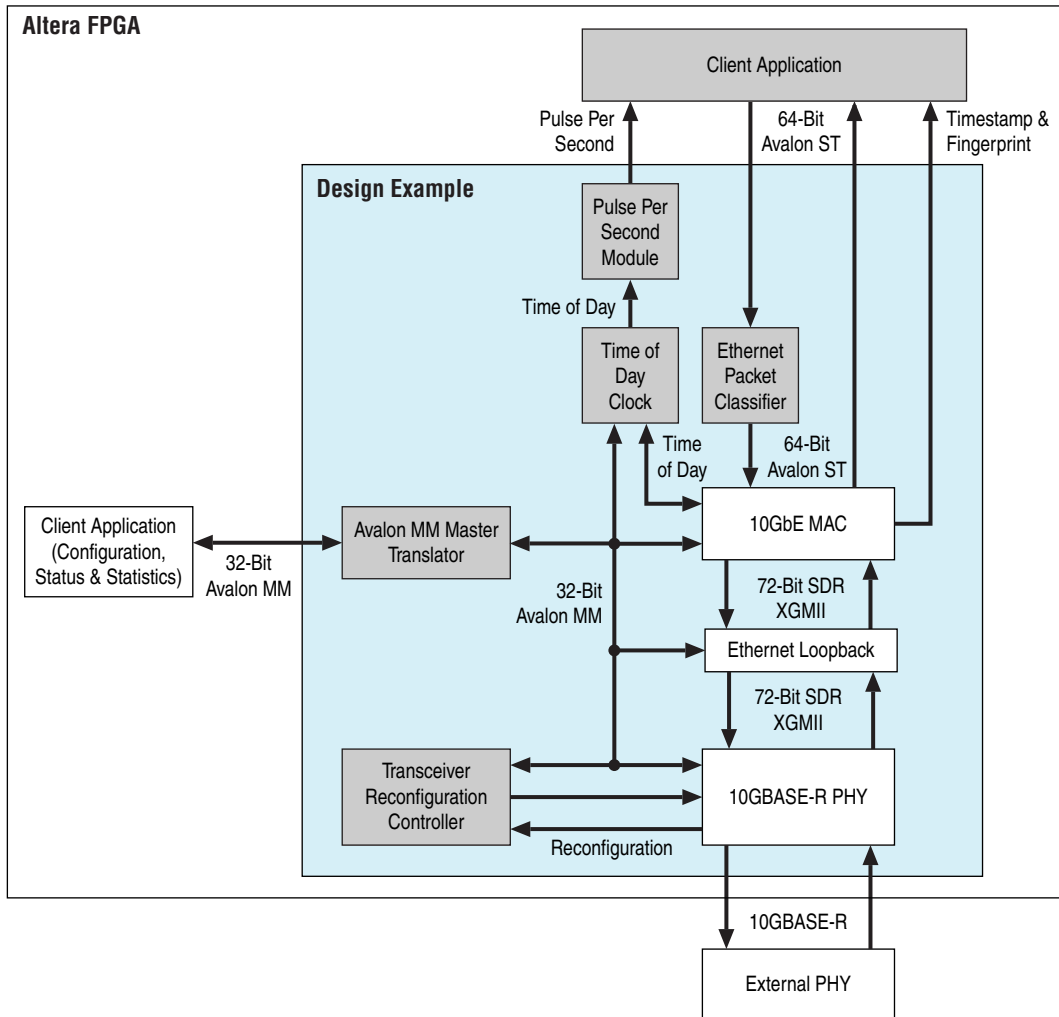 Altera FPGA
Client Application
Pulse Per
Second
64-Bit
Avalon ST
Timestamp &
Fingerprint
Design Example
Pulse Per
Second
Module
Time of Day
Time of
Day
Clock
Ethernet
Packet
Classifier
Time
of Day
64-Bit
Avalon ST
Client Application
(Configuration,
Status & Statistics)
32-Bit
Avalon MM
Avalon MM Master
Translator
10GbE MAC
32-Bit
Avalon MM
72-Bit SDR
XGMII
Ethernet Loopback
72-Bit SDR
XGMII
Transceiver
Reconfiguration
Controller
10GBASE-R PHY
Reconfiguration
10GBASE-R
External PHY